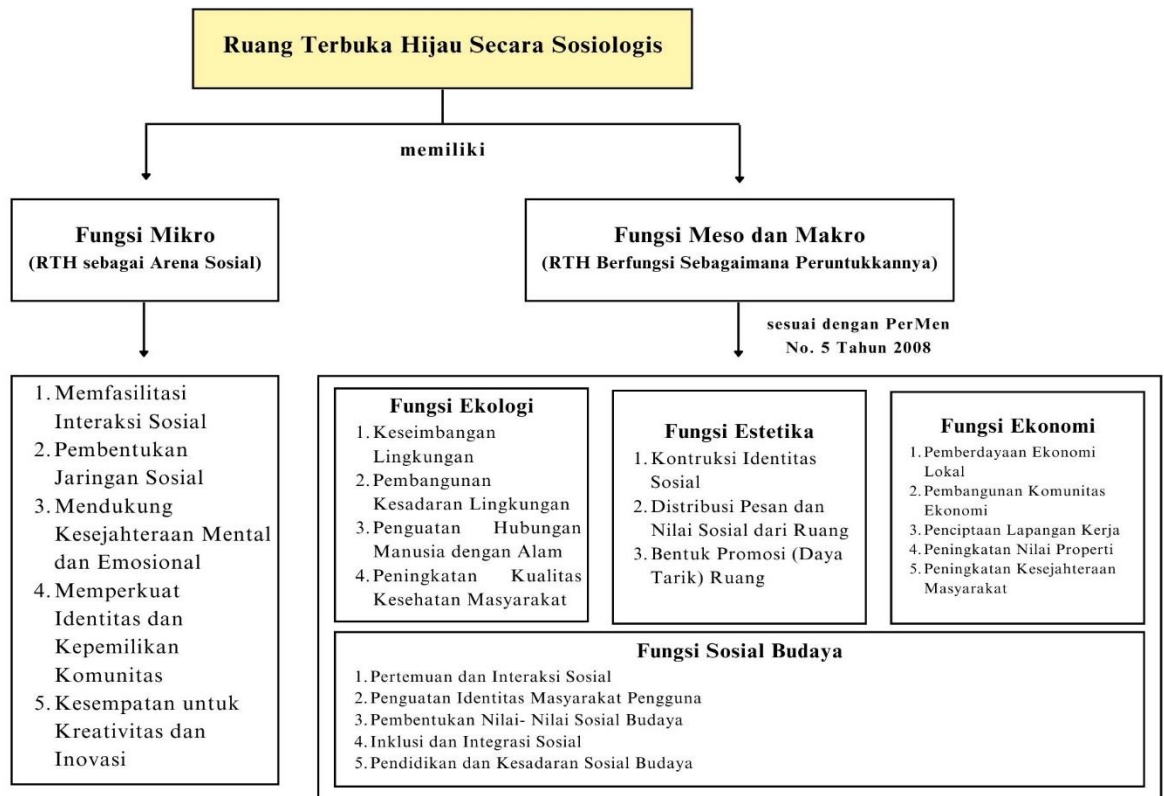 Ruang Terbuka Hijau Secara Sosiologis
memiliki
Fungsi Mikro
(RTH sebagai Arena Sosial)
Fungsi Meso dan Makro
(RTH Berfungsi Sebagaimana Peruntukkannya)
sesuai dengan PerMen
No. 5 Tahun 2008
1. Memfasilitasi
Interaksi Sosial
2. Pembentukan
Jaringan Sosial
3. Mendukung
Kesejahteraan Mental
dan Emosional
4. Memperkuat
Identitas dan
Kepemilikan
Komunitas
5. Kesempatan untuk
Kreativitas dan
Inovasi
Fungsi Ekologi
1. Keseimbangan
Lingkungan
2. Pembangunan
Kesadaran Lingkungan
3. Penguatan Hubungan
Manusia dengan Alam
4. Peningkatan Kualitas
Kesehatan Masyarakat
Fungsi Estetika
1. Kontruksi Identitas
Sosial
2. Distribusi Pesan dan
Nilai Sosial dari Ruang
3. Bentuk Promosi (Daya
Tarik) Ruang
Fungsi Ekonomi
1. Pemberdayaan Ekonomi
Lokal
2. Pembangunan Komunitas
Ekonomi
3. Penciptaan Lapangan Kerja
4. Peningkatan Nilai Properti
5. Peningkatan Kesejahteraan
Masyarakat
Fungsi Sosial Budaya
1. Pertemuan dan Interaksi Sosial
2. Penguatan Identitas Masyarakat Pengguna
3. Pembentukan Nilai- Nilai Sosial Budaya
4. Inklusi dan Integrasi Sosial
5. Pendidikan dan Kesadaran Sosial Budaya